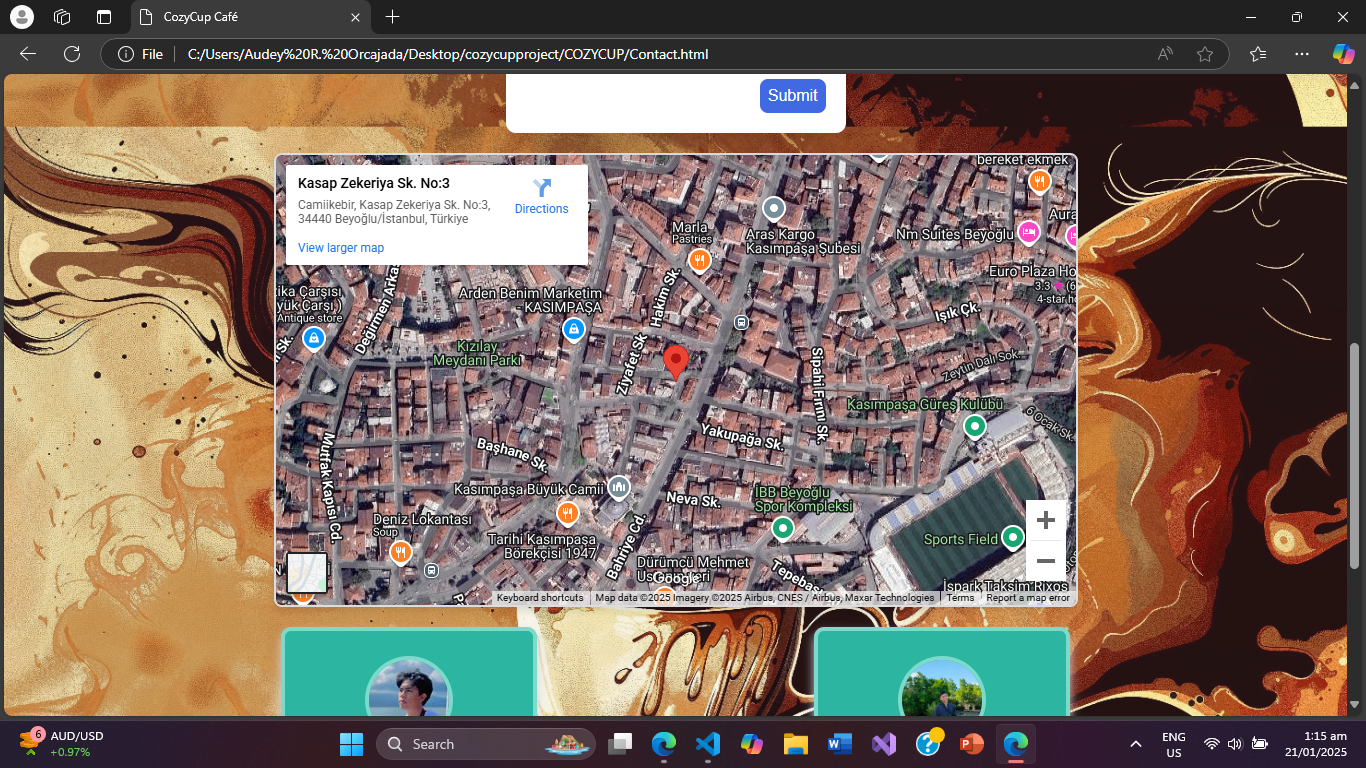 CozyCup Café
File
C:/Users/Audey%20R.%20Orcajada/Desktop/cozycupproject/COZYCUP/Contact.html
Submit
Kasap Zekeriya Sk. No:3
Camiikebir, Kasap Zekeriya Sk. No:3,
34440 Beyoğlu/İstanbul, Türkiye
Directions
View larger map
bereket ekmek
Marla
Pastries
Aras Kargo
Kasımpaşa Şubesi
Nm Suites Beyoğlu
Aura
Euro Plaza Ho
3.3
(6
4-star ho
Işık Çk.
Arden Benim Marketim
- KASIMPAŞA
Hakim Sk.
Değirmen Arkas
ika Çarşısı
yük Çarşı )
Antique store
Kızılay
Meydanı Parkı
Ziyafet Sk
Sipahi Fırını Sk.
Zeytin Dalı Sok.
Kasımpaşa Güreş Kulübü
6 Ocak Sk.
Yakupağa Sk.
Başhane Sk.
Mutfak Kapısı Cd.
Kasımpaşa Büyük Camii
Neva Sk.
İBB Beyoğlu
Spor Kompleksi
Deniz Lokantası
Soup
Tarihi Kasımpaşa
Börekçisi 1947
Bahriye Cd.
Sports Field
Dürümcü Mehmet
Google
Tepebaş
İspark Taksim Rixos
Keyboard shortcuts
Map data ©2025 Imagery ©2025 Airbus, CNES / Airbus, Maxar Technologies
Terms
Report a map error
6
AUD/USD
+0.97%
Search
ENG
US
1:15 am
21/01/2025